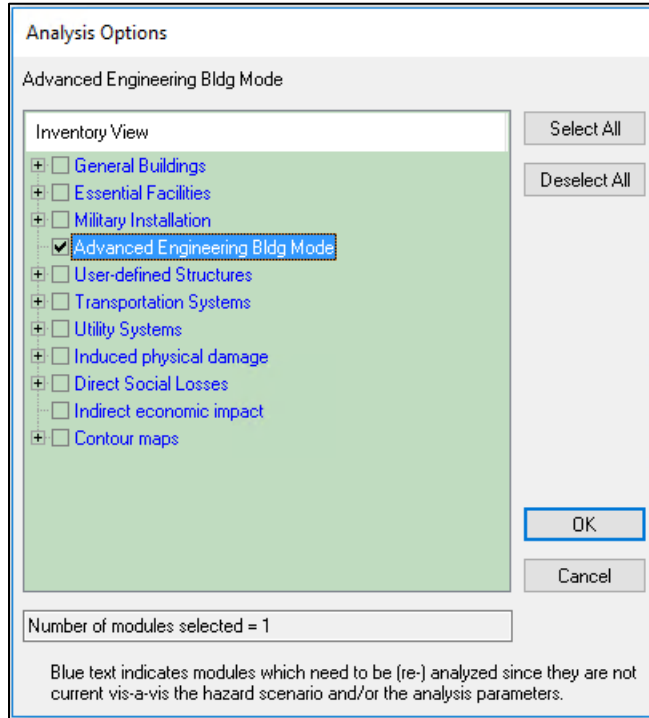 Analysis Options
Advanced Engineering Bldg Mode
Inventory View
General Buildings
Essential Facilities
Military Installation
Advanced Engineering Bldg Mode
User-defined Structures
Transportation Systems
Utility Systems
Induced physical damage
Direct Social Losses
Indirect economic impact
Contour maps
Select All
Deselect All
OK
Cancel
Number of modules selected = 1
Blue text indicates modules which need to be (re-) analyzed since they are not
current vis-a-vis the hazard scenario and/or the analysis parameters.